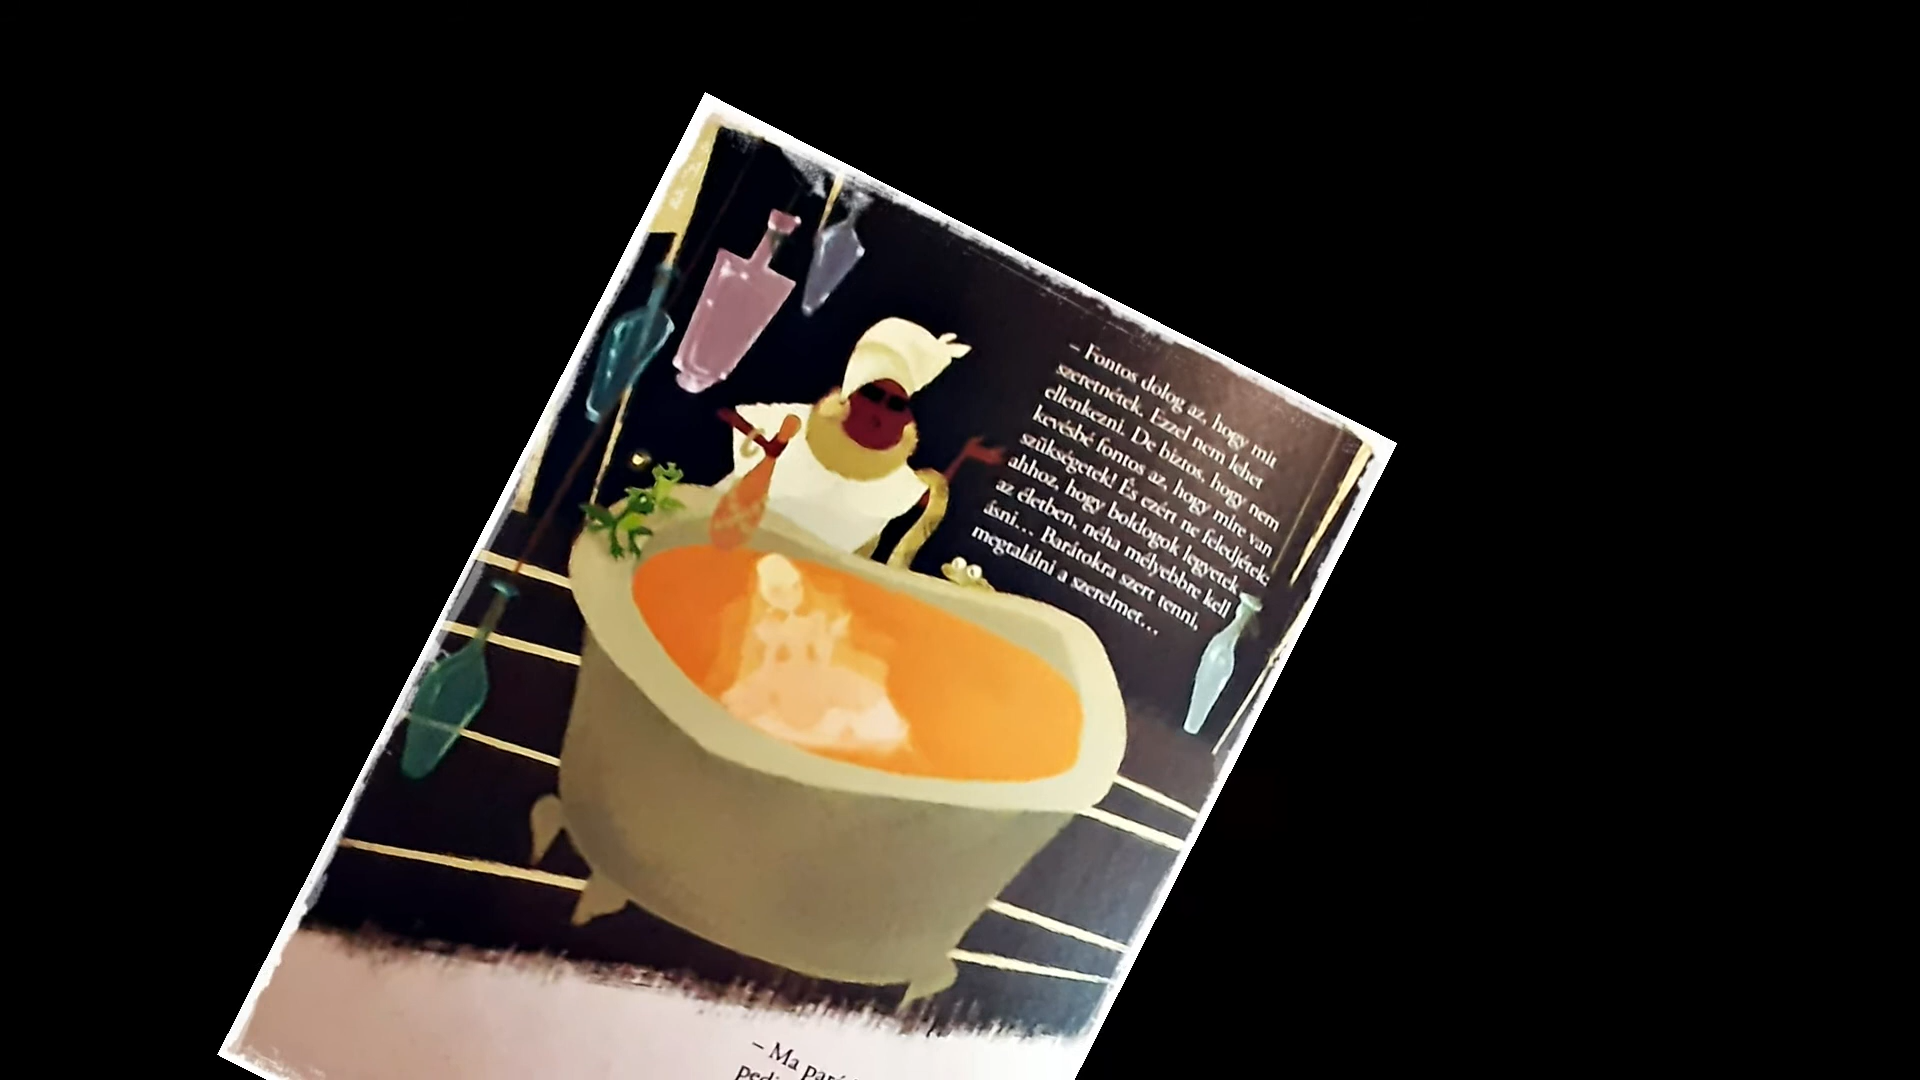 – Fontos dolog az, hogy mit
szeretnétek. Ezzel nem lehet
ellenkezni. De biztos, hogy nem
kevésbé fontos az, hogy mire van
szükségetek! És ezért ne feledjétek:
ahhoz, hogy boldogok legyetek
az életben, néha mélyebbre kell
ásni... Barátokra szert tenni,
megtalálni a szerelmet...
– Ma